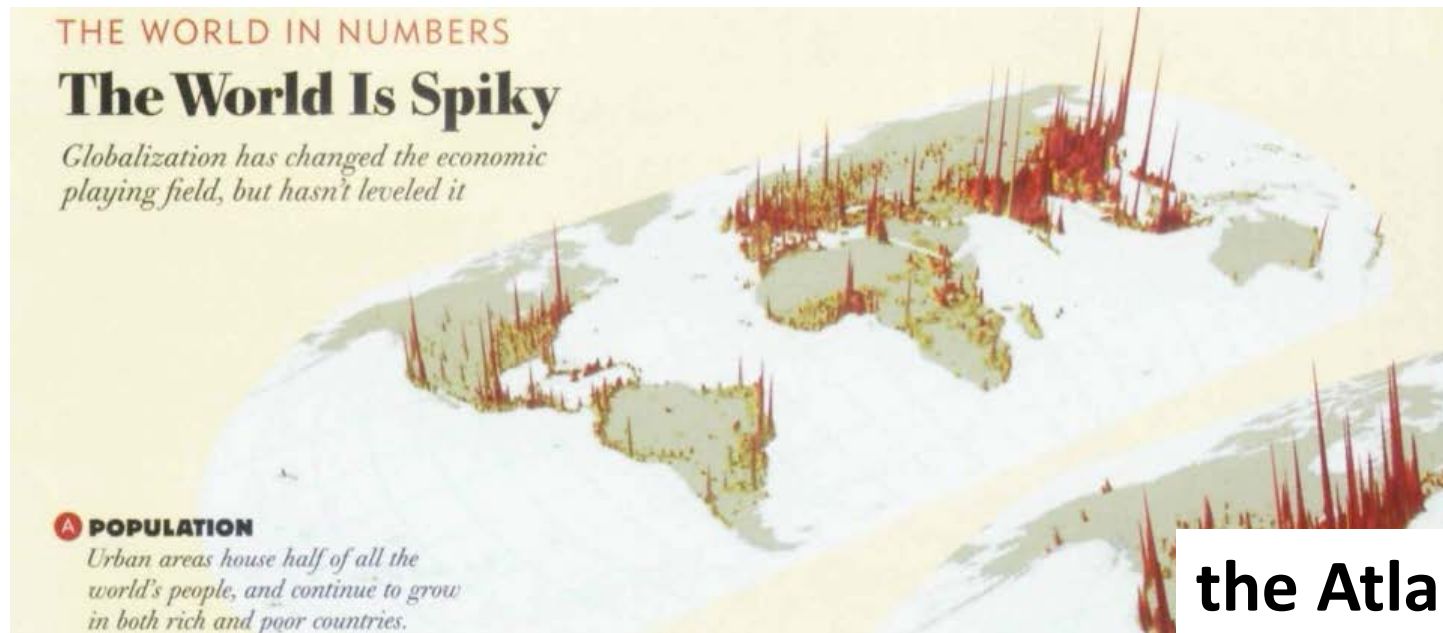 THE WORLD IN NUMBERS
The World Is Spiky
Globalization has changed the economic
playing field, but hasn't leveled it
A POPULATION
Urban areas house half of all the
world's people, and continue to grow
in both rich and poor countries.
the Atla